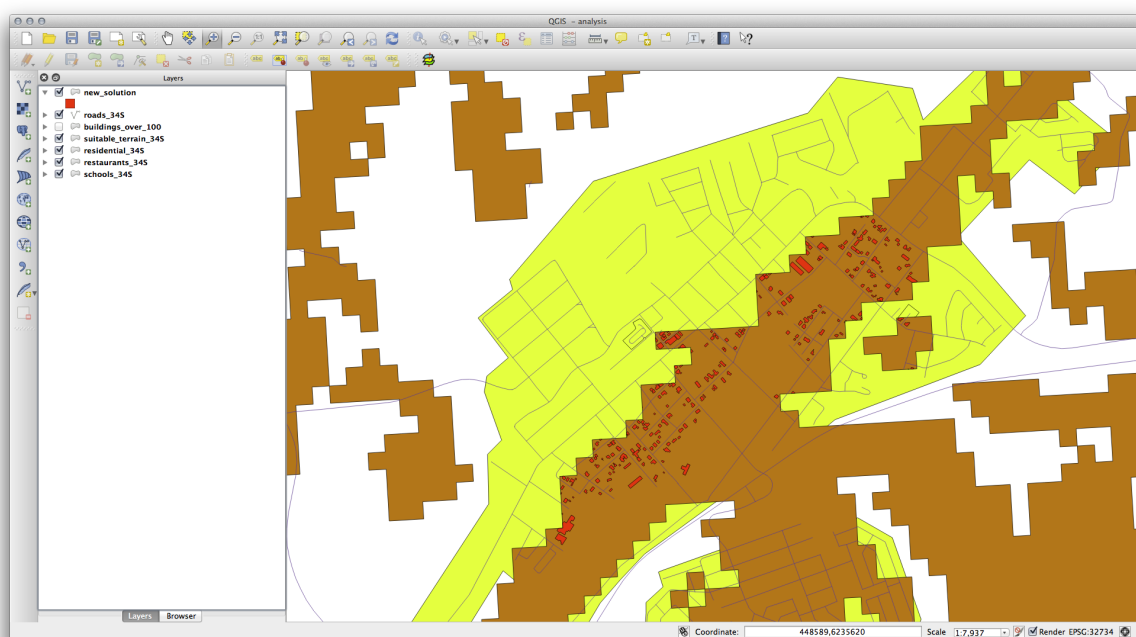 QGIS - analysis
Layers
new_solution
roads_34S
buildings_over_100
suitable_terrain_34S
residential_34S
restaurants_34S
schools_34S
Layers Browser
Coordinate: 448589,6235620 Scale 1:7,937 Render EPSG:32734